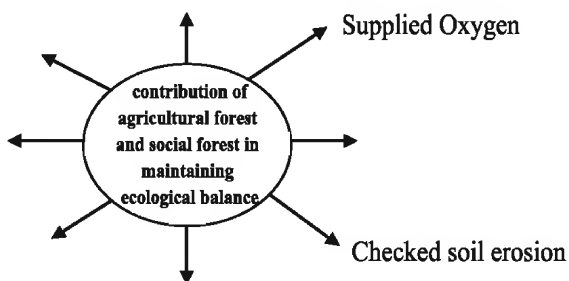 Supplied Oxygen
contribution of
agricultural forest
and social forest in
maintaining
ecological balance
Checked soil erosion